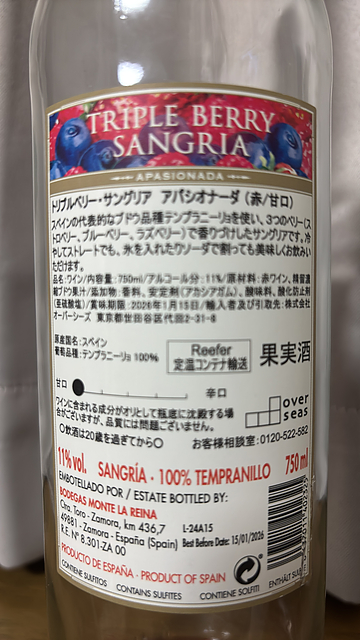 TRIPLE BERRY
SANGRIA
APASIONADA
トリプルベリー・サングリア アパシオナーダ（赤/甘口）
スペインの代表的なブドウ品種テンプラニーリョを使い、3つのベリー（ス
トロベリー、ブルーベリー、ラズベリー）で香りづけしたサングリアです。冷
やしてストレートでも、氷を入れたりソーダで割っても美味しくお飲みい
ただけます。
品名:ワイン/内容量:750ml/アルコール分:11%/原材料:赤ワイン、精留濃
縮ブドウ果汁/添加物:香料、安定剤（アカシアガム）、酸味料、酸化防止剤
（亜硫酸塩）/賞味期限:2026年1月15日/輸入者及び引取先:株式会社
オーバーシーズ 東京都世田谷区代田2-31-8
原産国名:スペイン
葡萄品種:テンプラニーリョ 100%
Reefer
定温コンテナ輸送
果実酒
甘口
辛口
ワインに含まれる成分がオリとして瓶底に沈殿する場
合がございますが、品質には問題ございません。
over
seas
〇飲酒は20歳を過ぎてから〇
お客様相談室:0120-522-582
11% vol. SANGRÍA · 100% TEMPRANILLO 750 ml
EMBOTELLADO POR / ESTATE BOTTLED BY:
BODEGAS MONTE LA REINA
Ctra. Toro - Zamora, km 436,7
49881 - Zamora - España (Spain)
R.E. Nº 8.301-ZA 00
L-24A15
Best Before Date: 15/01/2026
PRODUCTO DE ESPAÑA - PRODUCT OF SPAIN
CONTIENE SULFITOS CONTAINS SULFITES CONTIENE SOLFITI ENTHÄLT